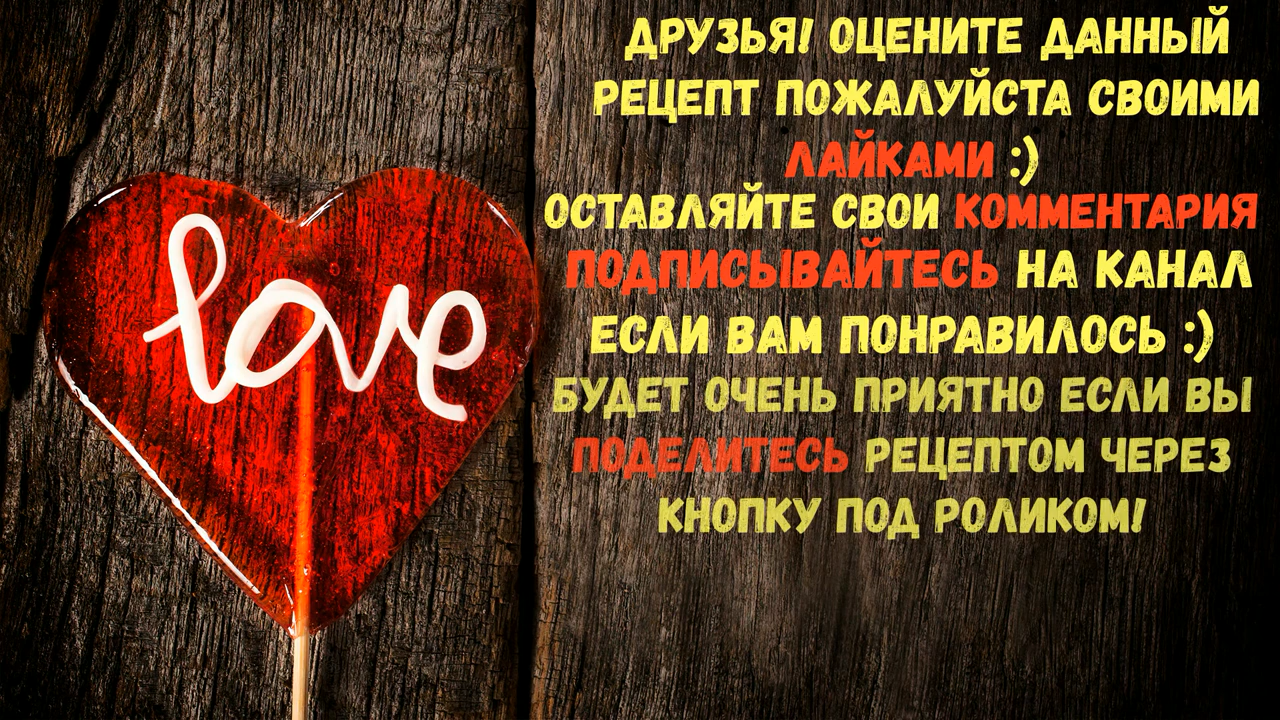 love
ДРУЗЬЯ! ОЦЕНИТЕ ДАННЫЙ
РЕЦЕПТ ПОЖАЛУЙСТА СВОИМИ
ЛАЙКАМИ :)
ОСТАВЛЯЙТЕ СВОИ КОММЕНТАРИЯ
ПОДПИСЫВАЙТЕСЬ НА КАНАЛ
ЕСЛИ ВАМ ПОНРАВИЛОСЬ :)
БУДЕТ ОЧЕНЬ ПРИЯТНО ЕСЛИ ВЫ
ПОДЕЛИТЕСЬ РЕЦЕПТОМ ЧЕРЕЗ
КНОПКУ ПОД РОЛИКОМ!